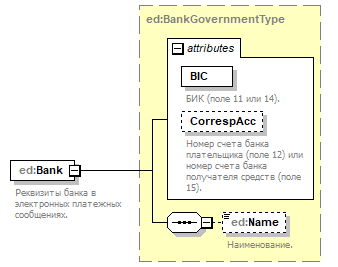 ed:BankGovernmentType
attributes
BIC
БИК (поле 11 или 14).
CorrespAcc
Номер счета банка
плательщика (поле 12) или
номер счета банка
получателя средств (поле
15).
ed:Bank
Реквизиты банка в
электронных платежных
сообщениях.
ed:Name
Наименование.